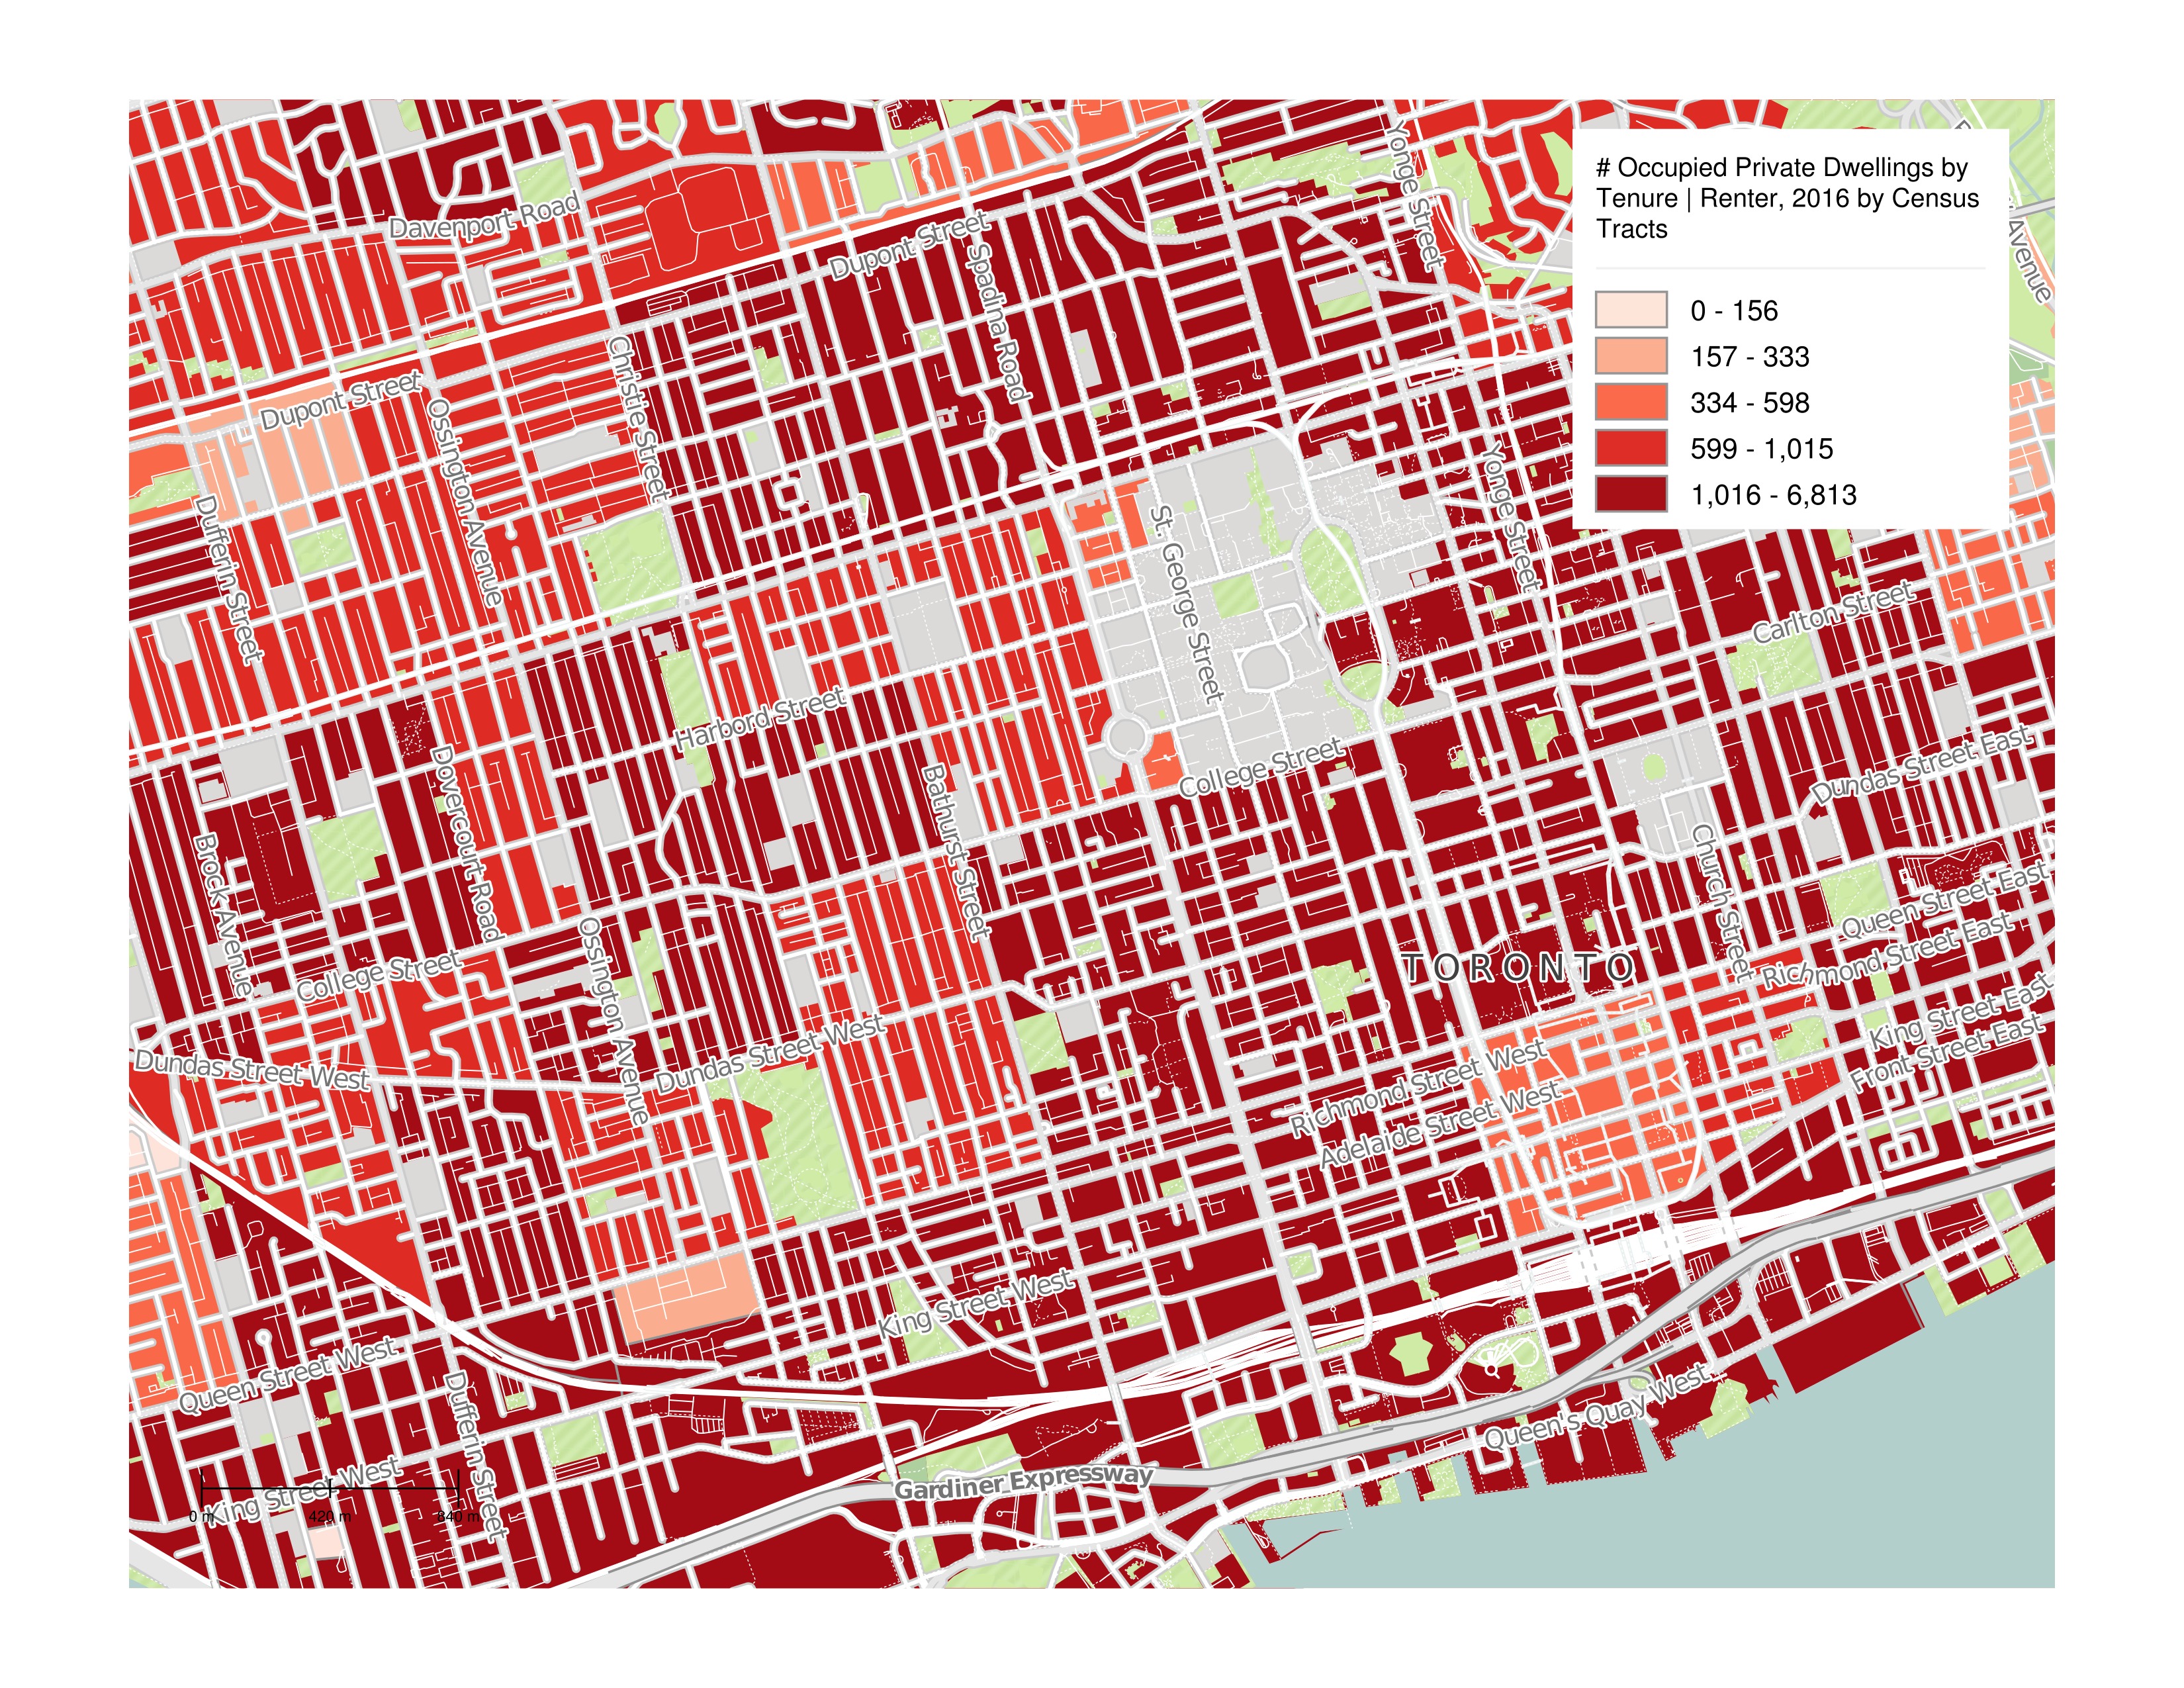 # Occupied Private Dwellings by
Tenure | Renter, 2016 by Census
Tracts
0 - 156
157 - 333
334 - 598
599 - 1,015
1,016 - 6,813
Yonge Street
Davenport Road
Dupont Street
Spadina Road
Avenue
Christie Street
Dupont Street
Ossington Avenue
Dufferin Street
St. George Street
Yonge Street
Carlton Street
Harbord Street
College Street
Dundas Street East
Dovercourt Road
Bathurst Street
Brock Avenue
Church Street
Queen Street East
Richmond Street East
College Street
Ossington Avenue
TORONTO
King Street East
Front Street East
Dundas Street West
Dundas Street West
Richmond Street West
Adelaide Street West
King Street West
Queen Street West
Dufferin Street
Queen's Quay West
King Street West
Gardiner Expressway
0 m
420 m
840 m